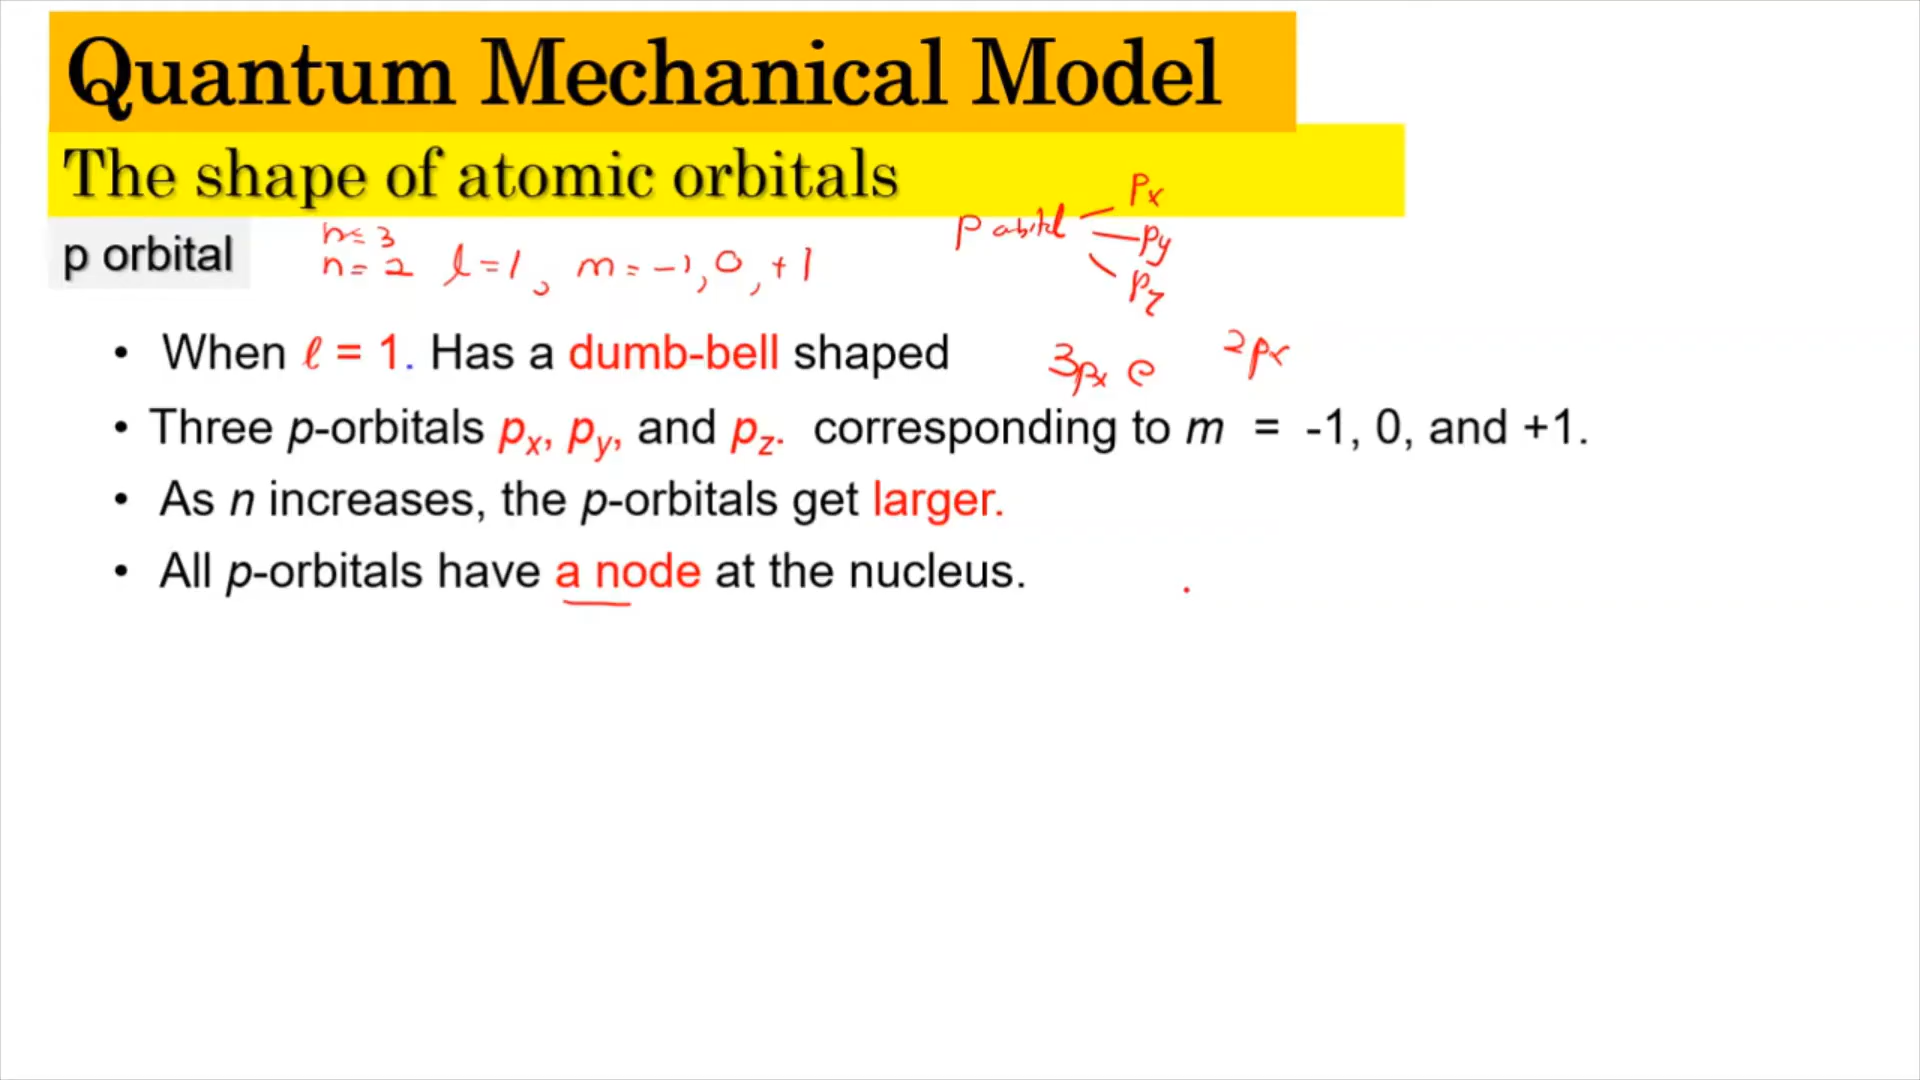 Quantum Mechanical Model
The shape of atomic orbitals
p orbital
n = 3
n = 2 l = 1, m = -1, 0, +1
p orbital
px
py
pz
• When ℓ = 1. Has a dumb-bell shaped
3px e 2px
• Three p-orbitals px, py, and pz. corresponding to m = -1, 0, and +1.
• As n increases, the p-orbitals get larger.
• All p-orbitals have a node at the nucleus.